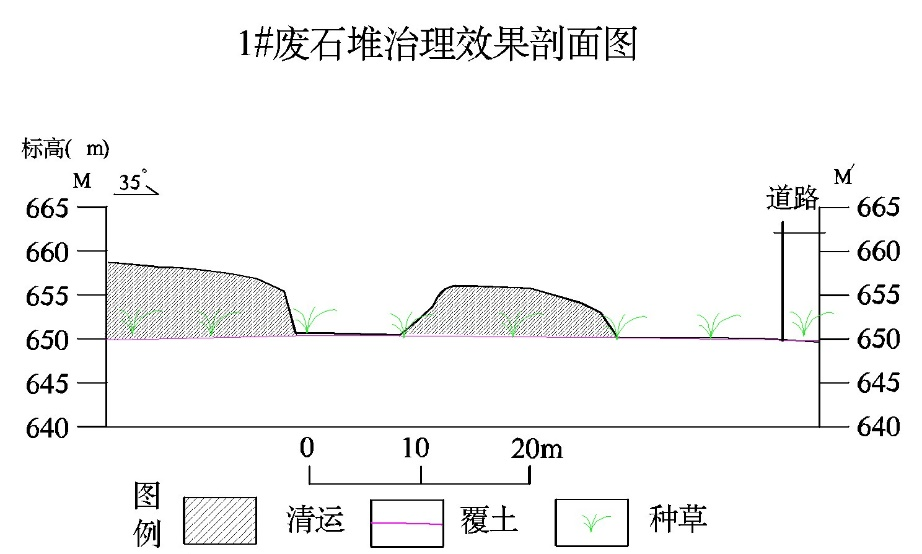 1#废石堆治理效果剖面图
标高( m)
M 35° M′
道路
665 665
660 660
655 655
650 650
645 645
640 640
0 10 20m
图例 清运 覆土 种草